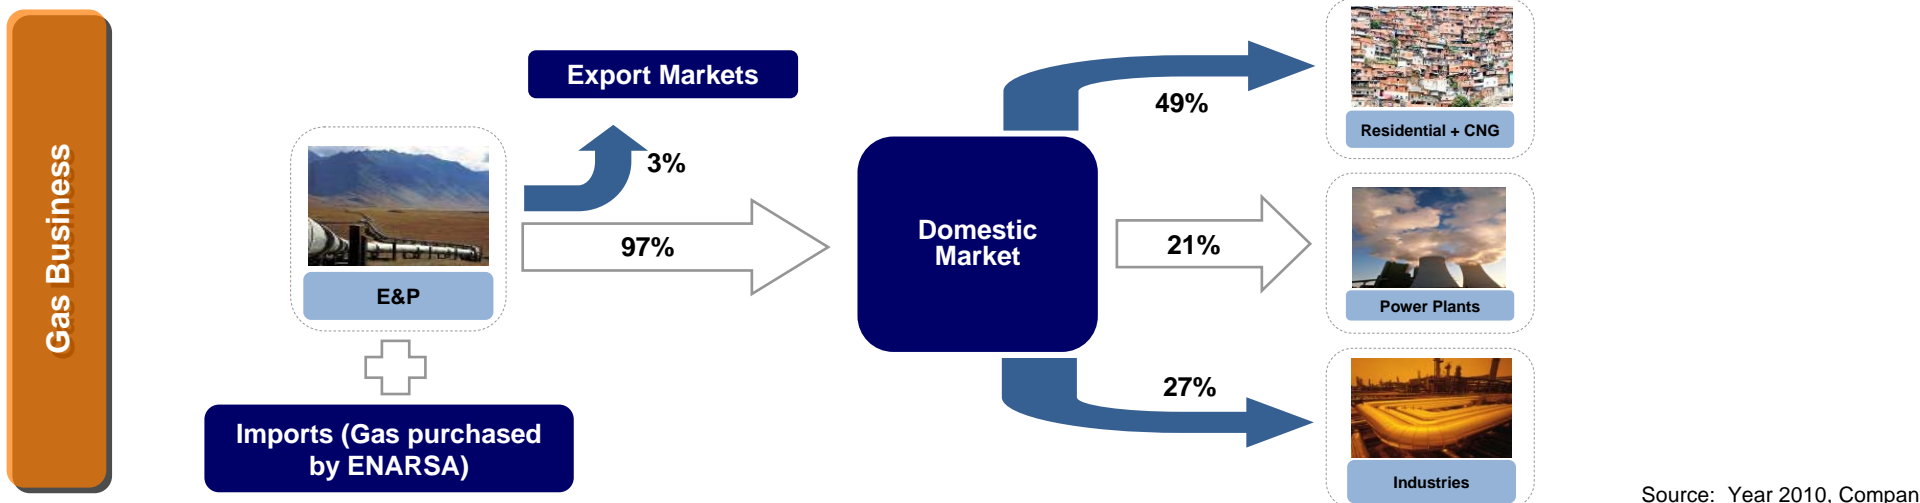 Gas Business
Export Markets
3%
97%
E&P
Imports (Gas purchased
by ENARSA)
Domestic
Market
49%
Residential + CNG
21%
Power Plants
27%
Industries
Source: Year 2010, Compan